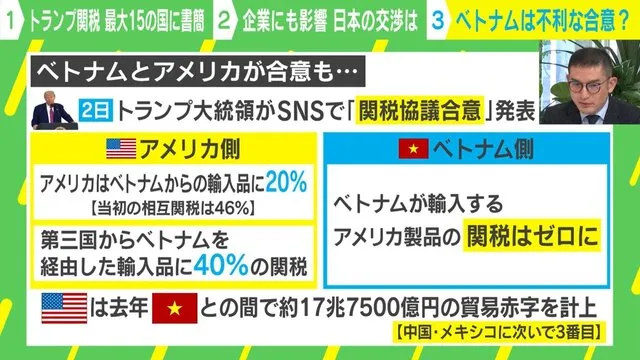 1 トランプ関税 最大15の国に書簡
2 企業にも影響 日本の交渉は
3 ベトナムは不利な合意?
ベトナムとアメリカが合意も…
2日 トランプ大統領がSNSで「関税協議合意」発表
アメリカ側
アメリカはベトナムからの輸入品に20%
【当初の相互関税は46%】
第三国からベトナムを
経由した輸入品に40%の関税
ベトナム側
ベトナムが輸入する
アメリカ製品の 関税はゼロに
は去年 との間で約17兆7500億円の貿易赤字を計上
【中国・メキシコに次いで3番目】